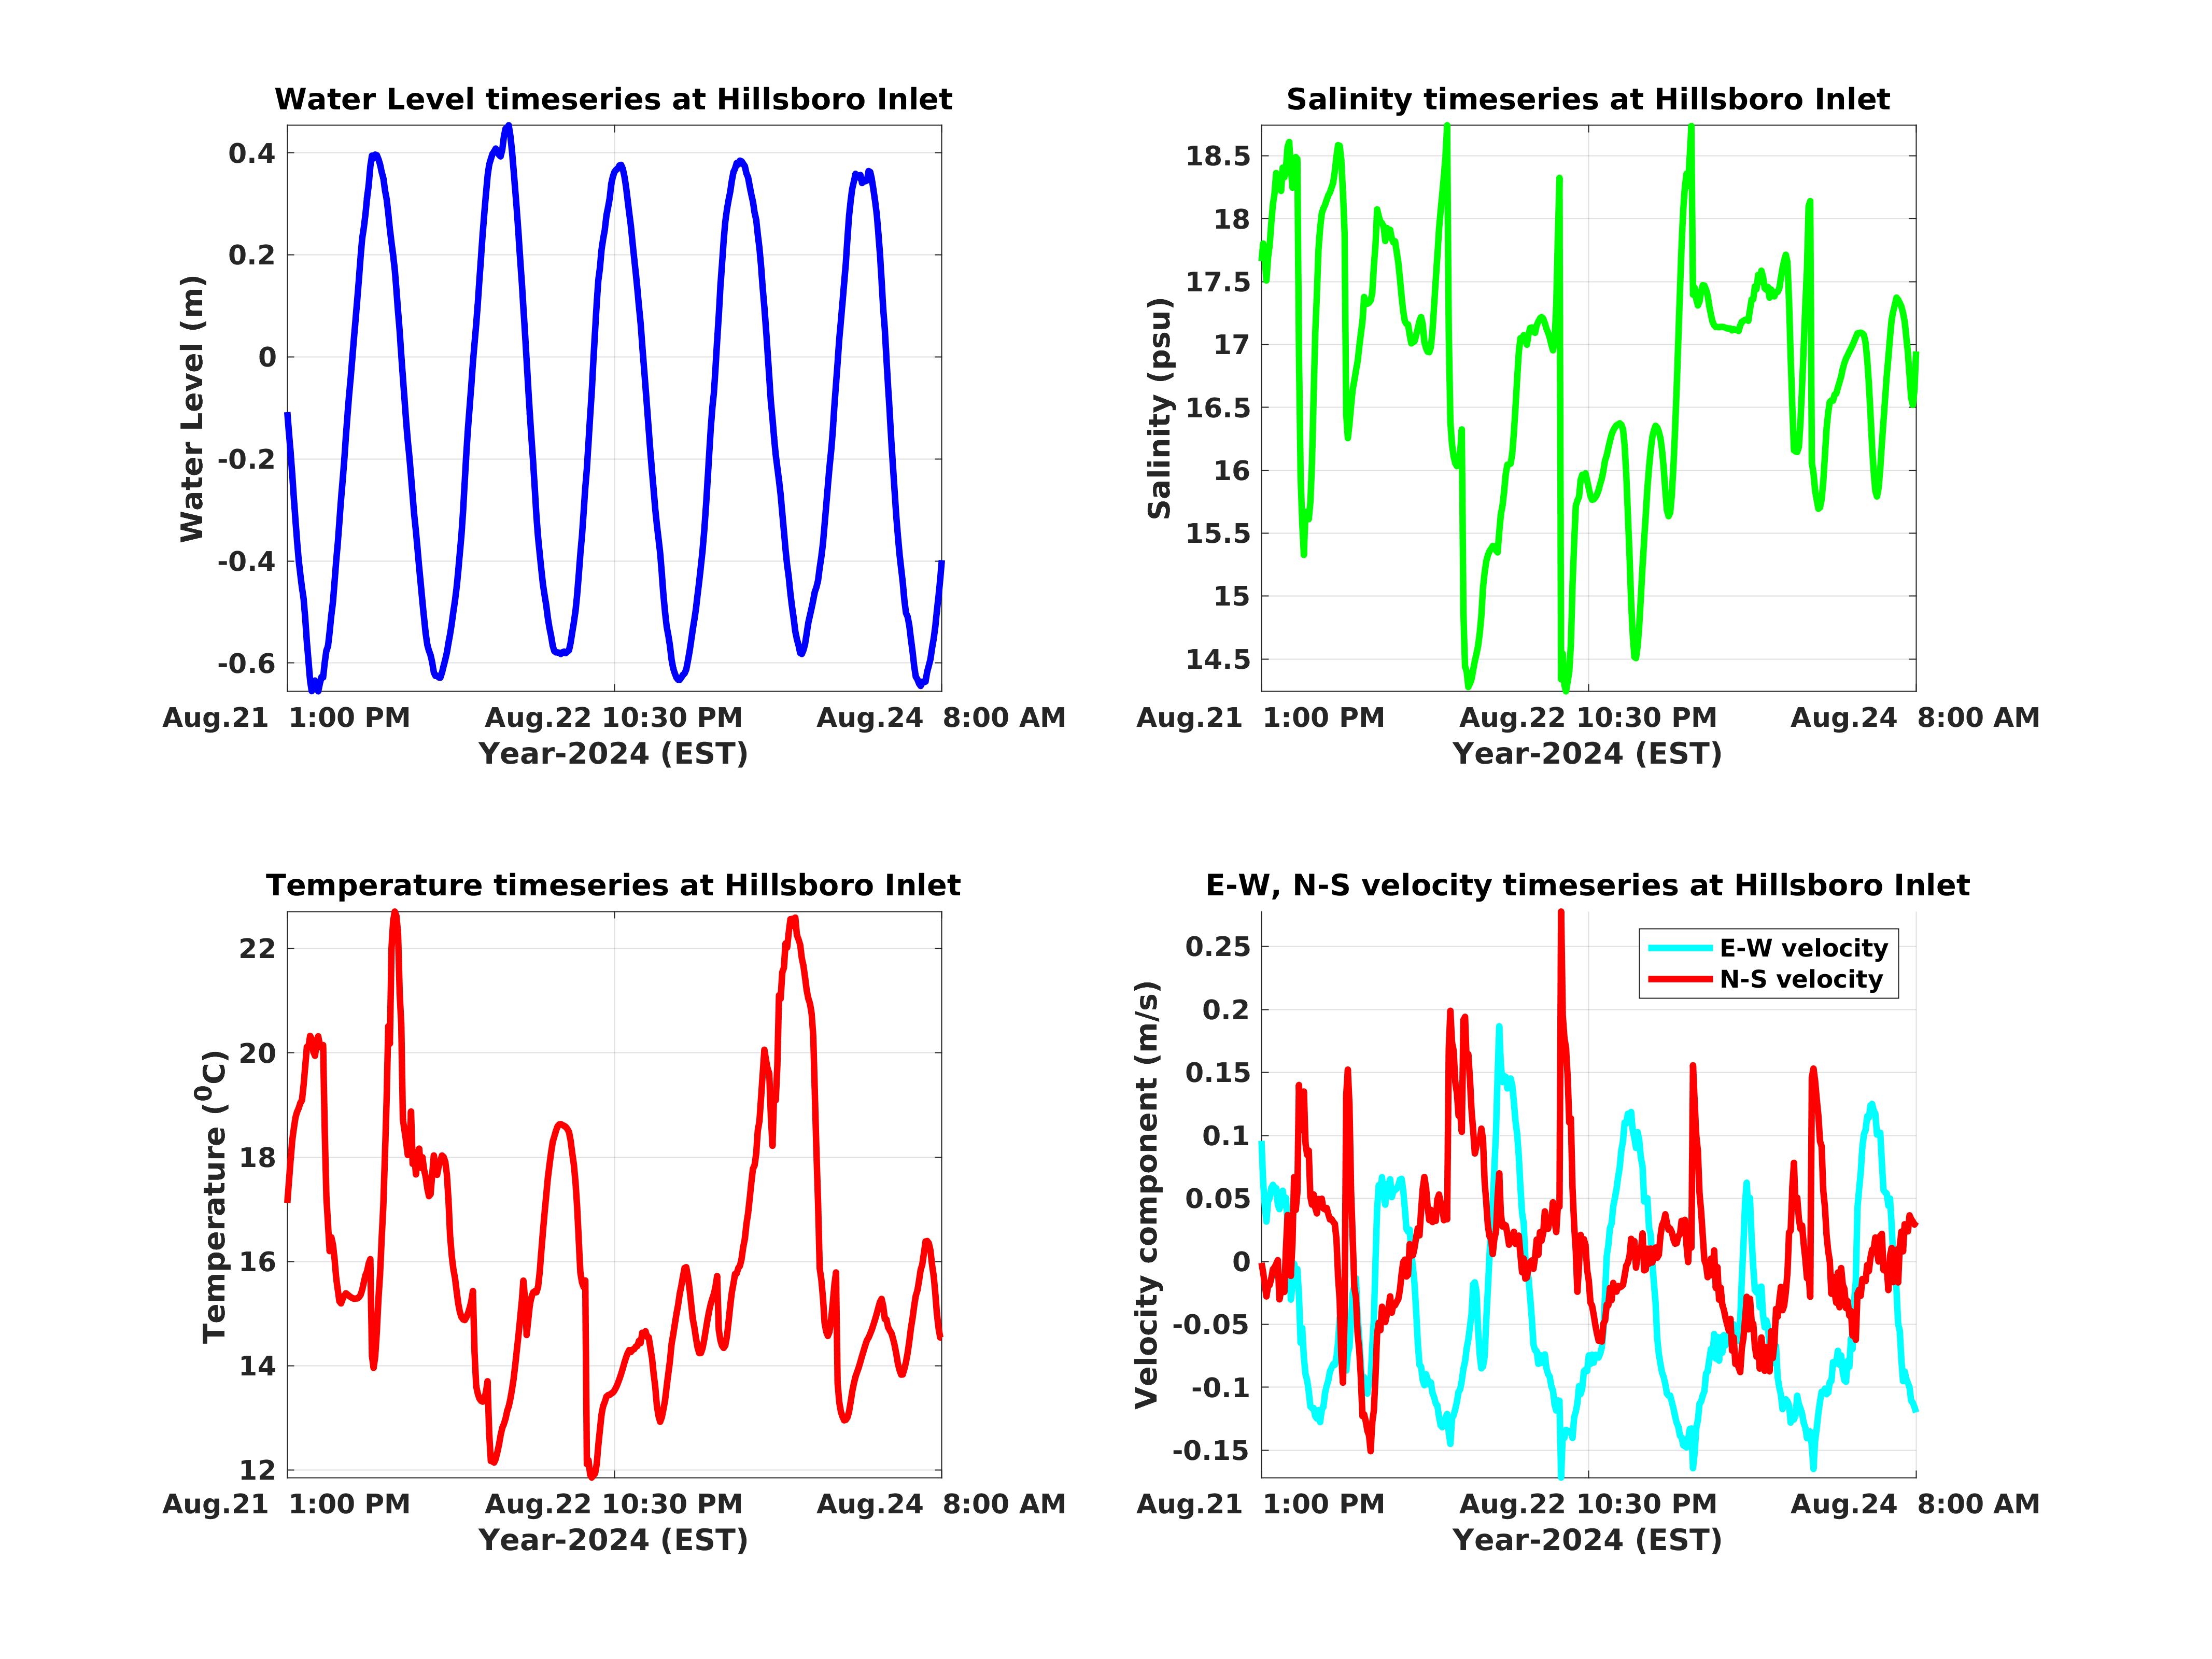 Water Level timeseries at Hillsboro Inlet
Water Level (m)
0.4
0.2
0
-0.2
-0.4
-0.6
Aug.21 1:00 PM Aug.22 10:30 PM Aug.24 8:00 AM
Year-2024 (EST)
Salinity timeseries at Hillsboro Inlet
Salinity (psu)
18.5
18
17.5
17
16.5
16
15.5
15
14.5
Aug.21 1:00 PM Aug.22 10:30 PM Aug.24 8:00 AM
Year-2024 (EST)
Temperature timeseries at Hillsboro Inlet
Temperature (⁰C)
22
20
18
16
14
12
Aug.21 1:00 PM Aug.22 10:30 PM Aug.24 8:00 AM
Year-2024 (EST)
E-W, N-S velocity timeseries at Hillsboro Inlet
Velocity component (m/s)
0.25
0.2
0.15
0.1
0.05
0
-0.05
-0.1
-0.15
E-W velocity
N-S velocity
Aug.21 1:00 PM Aug.22 10:30 PM Aug.24 8:00 AM
Year-2024 (EST)